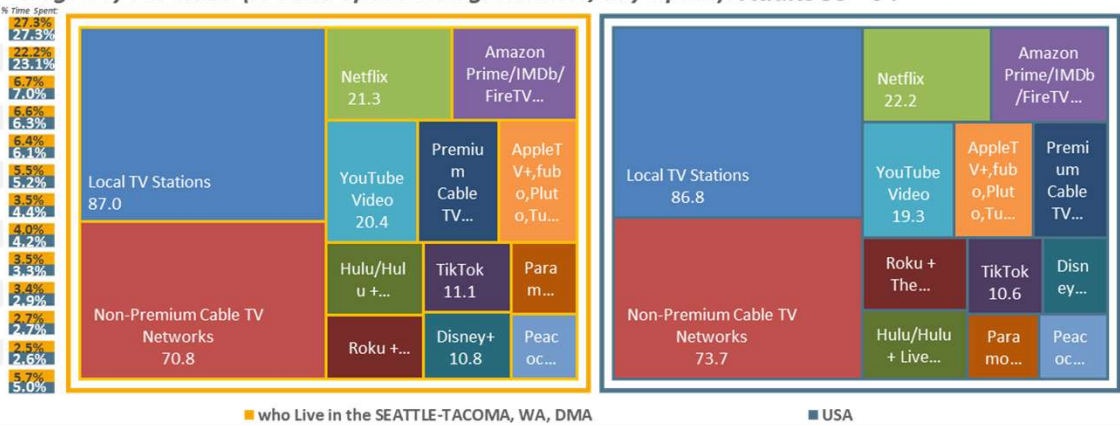 % Time Spent:
27.3%
27.3%
22.2%
23.1%
6.7%
7.0%
6.6%
6.3%
6.4%
6.1%
5.5%
5.2%
3.5%
4.4%
4.0%
4.2%
3.5%
3.3%
3.4%
2.9%
2.7%
2.7%
2.5%
2.6%
5.7%
5.0%
Local TV Stations
87.0
Non-Premium Cable TV
Networks
70.8
Netflix
21.3
Amazon
Prime/IMDb/
FireTV...
YouTube
Video
20.4
Premiu
m
Cable
TV...
AppleT
V+,fub
o,Plut
o,Tu...
Hulu/Hul
u +...
TikTok
11.1
Para
m...
Roku +...
Disney+
10.8
Peac
oc...
Local TV Stations
86.8
Non-Premium Cable TV
Networks
73.7
Netflix
22.2
Amazon
Prime/IMDb
/FireTV...
YouTube
Video
19.3
AppleT
V+,fub
o,Plut
o,Tu...
Premi
um
Cable
TV...
Roku +
The...
TikTok
10.6
Disn
ey...
Hulu/Hulu
+ Live...
Para
mo...
Peac
oc...
who Live in the SEATTLE-TACOMA, WA, DMA
USA